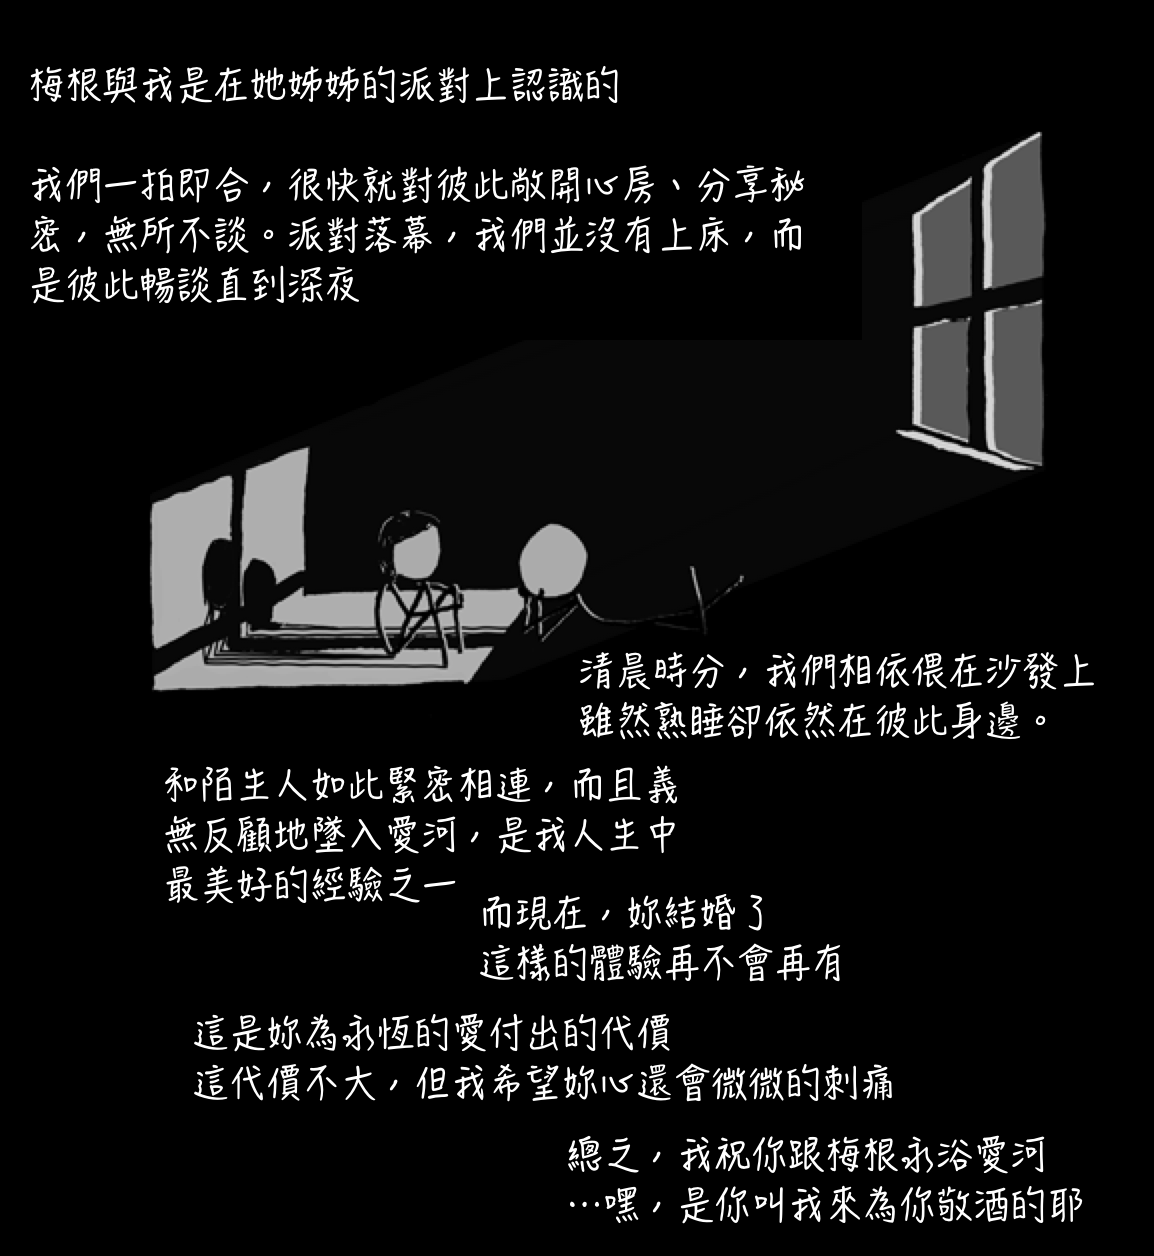 梅根與我是在她姊姊的派對上認識的
我們一拍即合，很快就對彼此敞開心房、分享秘
密，無所不談。派對落幕，我們並沒有上床，而
是彼此暢談直到深夜
清晨時分，我們相依偎在沙發上
雖然熟睡卻依然在彼此身邊。
和陌生人如此緊密相連，而且義
無反顧地墜入愛河，是我人生中
最美好的經驗之一
而現在，妳結婚了
這樣的體驗再不會再有
這是妳為永恆的愛付出的代價
這代價不大，但我希望妳心還會微微的刺痛
總之，我祝你跟梅根永浴愛河
…嘿，是你叫我來為你敬酒的耶